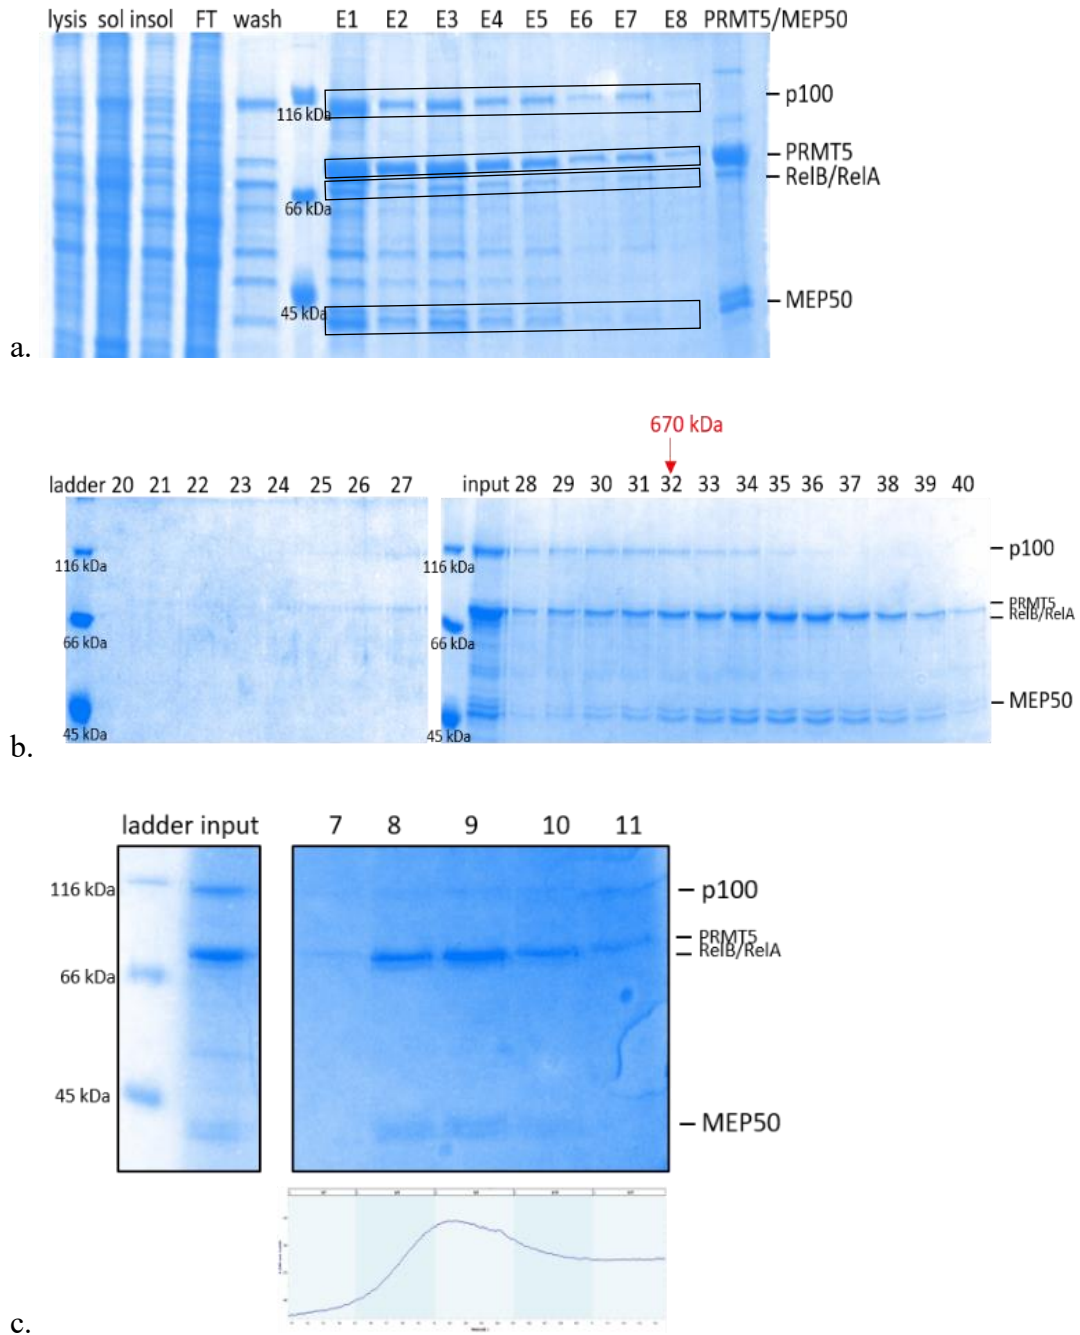 lysis sol insol FT wash E1 E2 E3 E4 E5 E6 E7 E8 PRMT5/MEP50
116 kDa
p100
PRMT5
RelB/RelA
66 kDa
45 kDa
MEP50
a.
670 kDa
ladder 20 21 22 23 24 25 26 27 input 28 29 30 31 32 33 34 35 36 37 38 39 40
116 kDa 116 kDa p100
PRMT5
RelB/RelA
66 kDa 66 kDa
MEP50
45 kDa 45 kDa
b.
ladder input 7 8 9 10 11
116 kDa p100
PRMT5
RelB/RelA
66 kDa
45 kDa
MEP50
c.